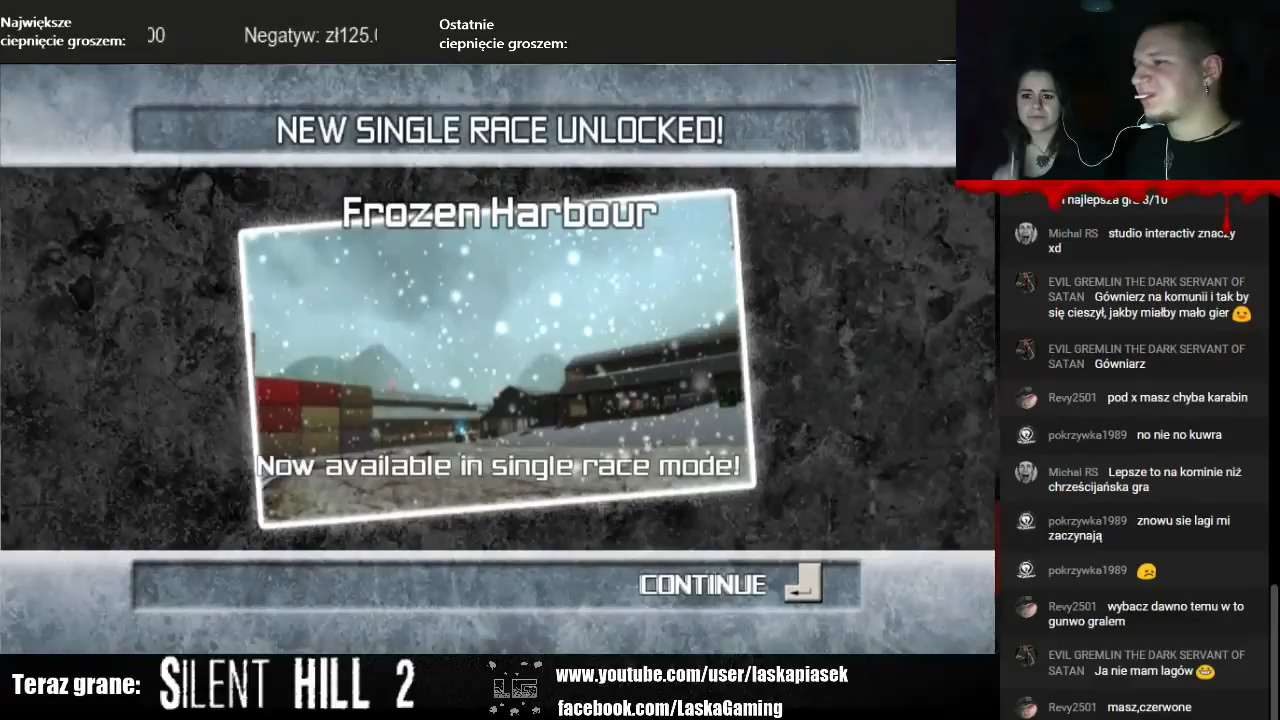 Największe
ciepnięcie groszem:
00
Negatyw: zł125.
Ostatnie
ciepnięcie groszem:
NEW SINGLE RACE UNLOCKED!
Frozen Harbour
Now available in single race mode!
CONTINUE
najlepsza gra 3/10
Michal RS studio interactiv znaczy
xd
EVIL GREMLIN THE DARK SERVANT OF
SATAN Gównierz na komunii i tak by
się cieszył, jakby miałby mało gier
EVIL GREMLIN THE DARK SERVANT OF
SATAN Gówniarz
Revy2501 pod x masz chyba karabin
pokrzywka1989 no nie no kuwra
Michal RS Lepsze to na kominie niż
chrześcijańska gra
pokrzywka1989 znowu sie lagi mi
zaczynają
pokrzywka1989
Revy2501 wybacz dawno temu w to
gunwo gralem
EVIL GREMLIN THE DARK SERVANT OF
SATAN Ja nie mam lagów
Revy2501 masz,czerwone
Teraz grane: SILENT HILL 2
LG
www.youtube.com/user/laskapiasek
facebook.com/LaskaGaming